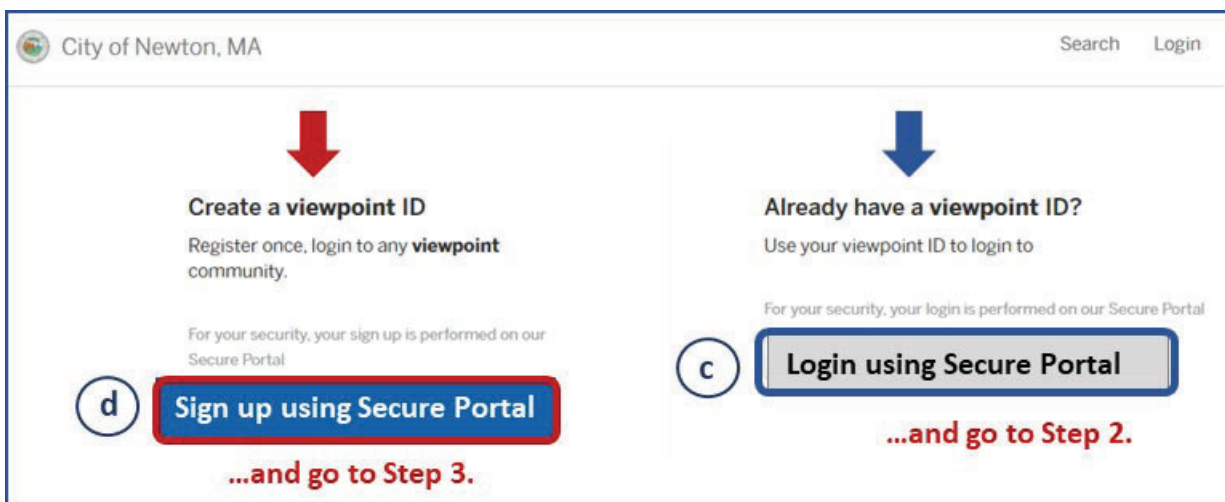 City of Newton, MA
Search Login
Create a viewpoint ID
Register once, login to any viewpoint
community.
For your security, your sign up is performed on our
Secure Portal
d
Sign up using Secure Portal
...and go to Step 3.
Already have a viewpoint ID?
Use your viewpoint ID to login to
For your security, your login is performed on our Secure Portal
c
Login using Secure Portal
...and go to Step 2.